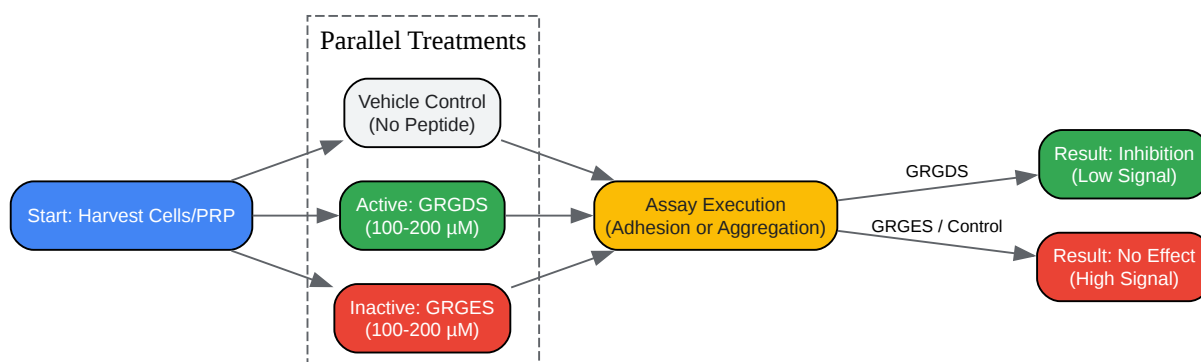 Parallel Treatments
Start: Harvest Cells/PRP
Vehicle Control
(No Peptide)
Active: GRGDS
(100-200 µM)
Inactive: GRGES
(100-200 µM)
Assay Execution
(Adhesion or Aggregation)
GRGDS
GRGES / Control
Result: Inhibition
(Low Signal)
Result: No Effect
(High Signal)